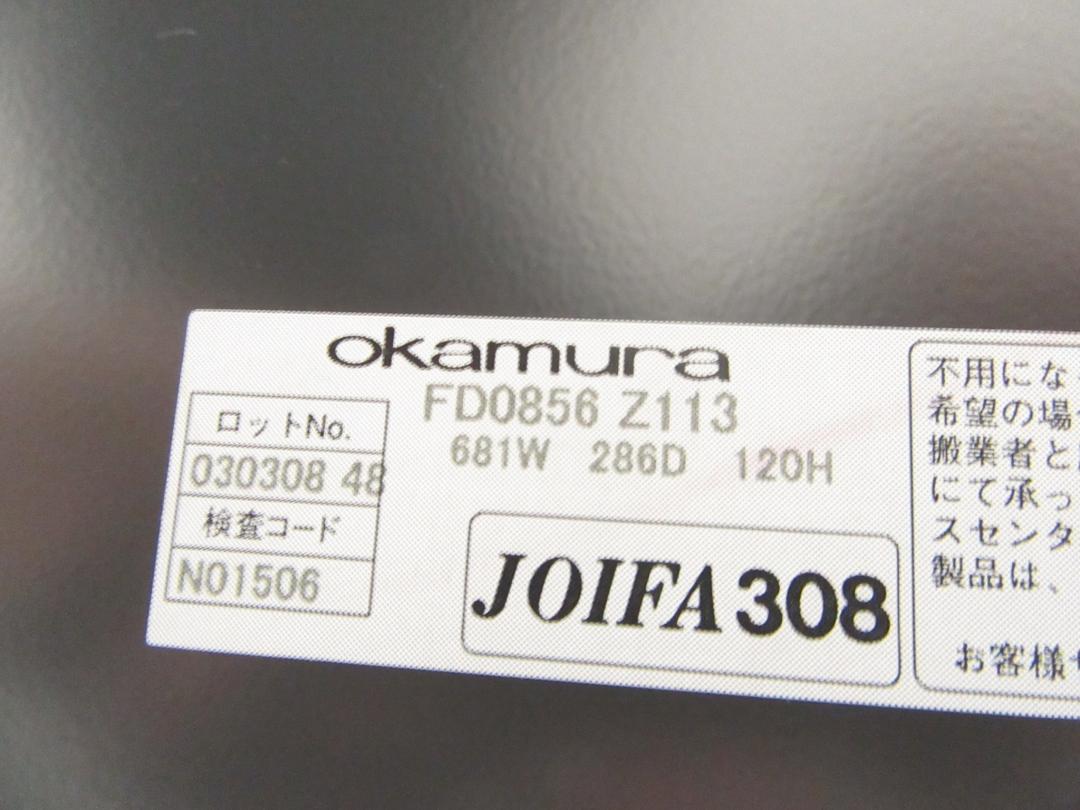 okamura
FD0856 Z113
681W 286D 120H
ロットNo.
030308 48
検査コード
N01506
JOIFA308
不用にな
希望の場
搬業者と
にて承っ
スセンタ
製品は、
お客様